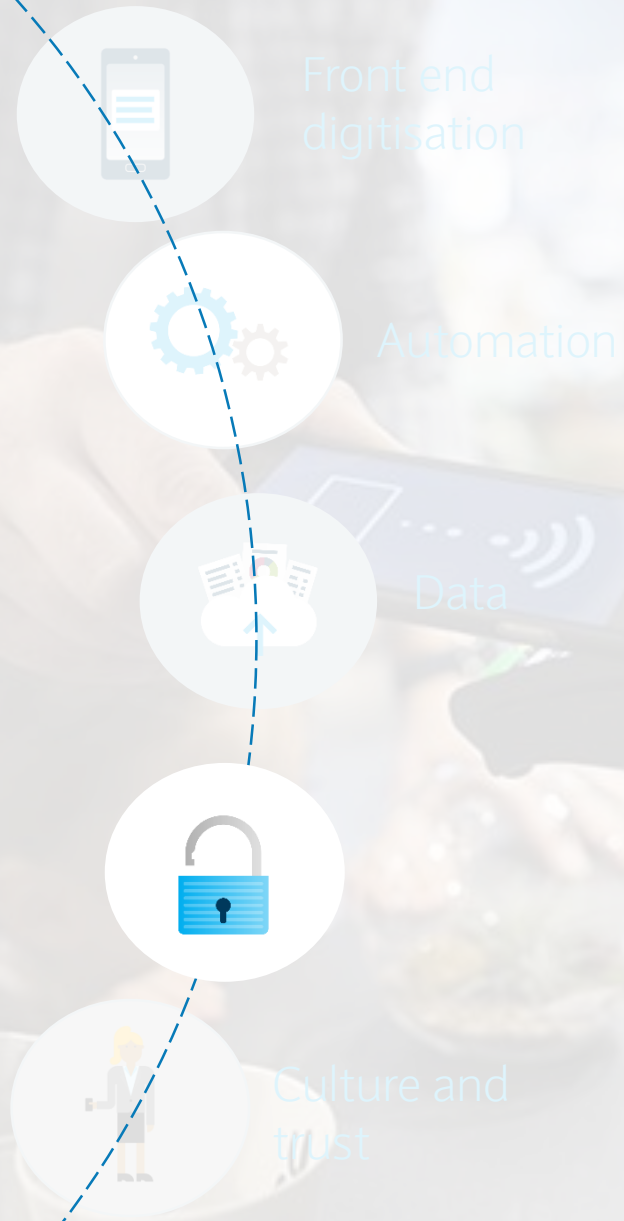 Front end
digitisation
Automation
Data
Culture and
trust